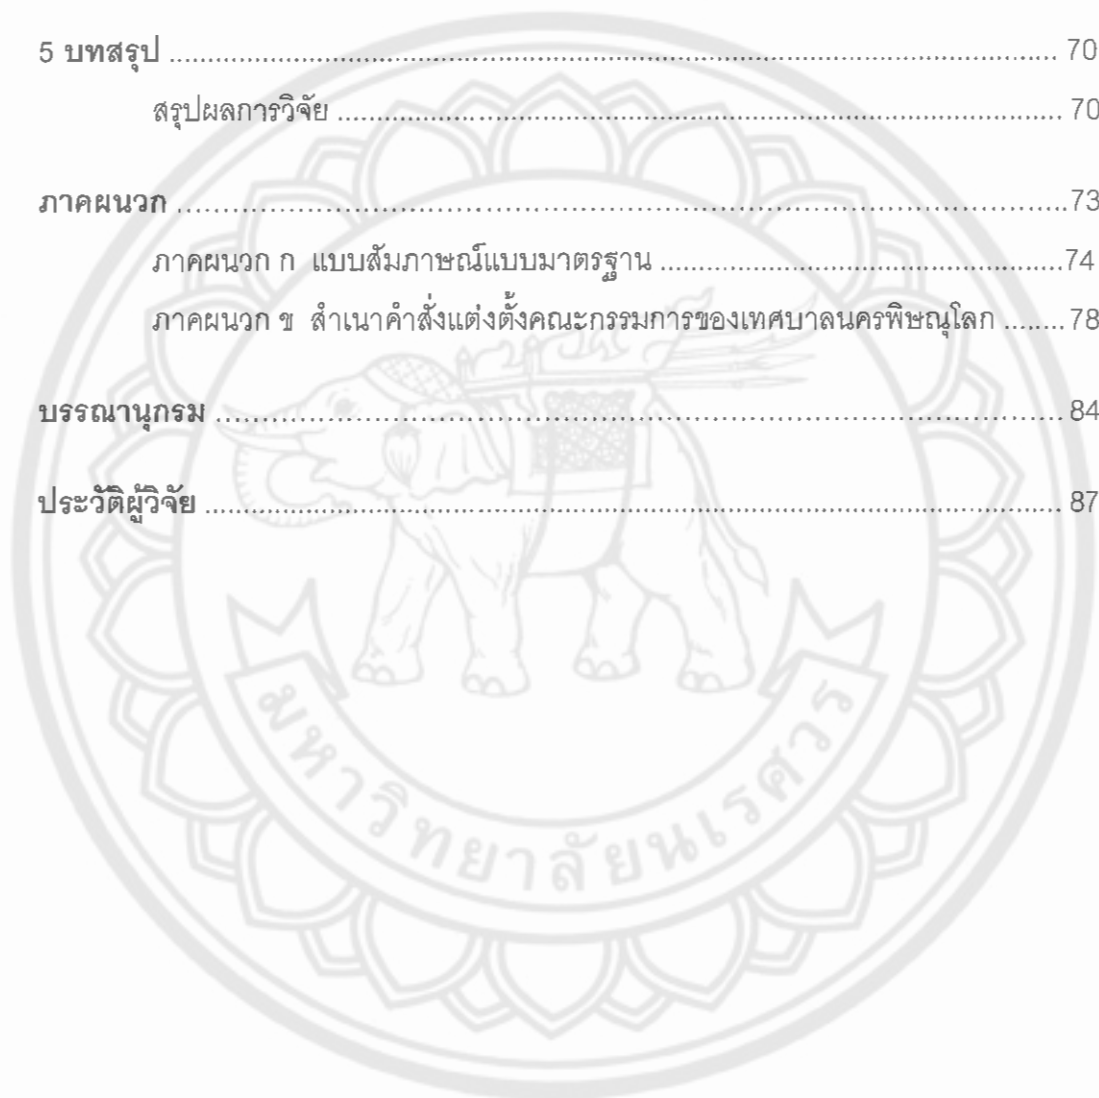 5 บทสรุป ........................................ 70
สรุปผลการวิจัย ........................................ 70
ภาคผนวก ........................................ 73
ภาคผนวก ก แบบสัมภาษณ์แบบมาตรฐาน ........................................ 74
ภาคผนวก ข สำเนาคำสั่งแต่งตั้งคณะกรรมการของเทศบาลนครพิษณุโลก ........ 78
บรรณานุกรม ........................................ 84
ประวัติผู้วิจัย ........................................ 87
มหาวิทยาลัยนเรศวร